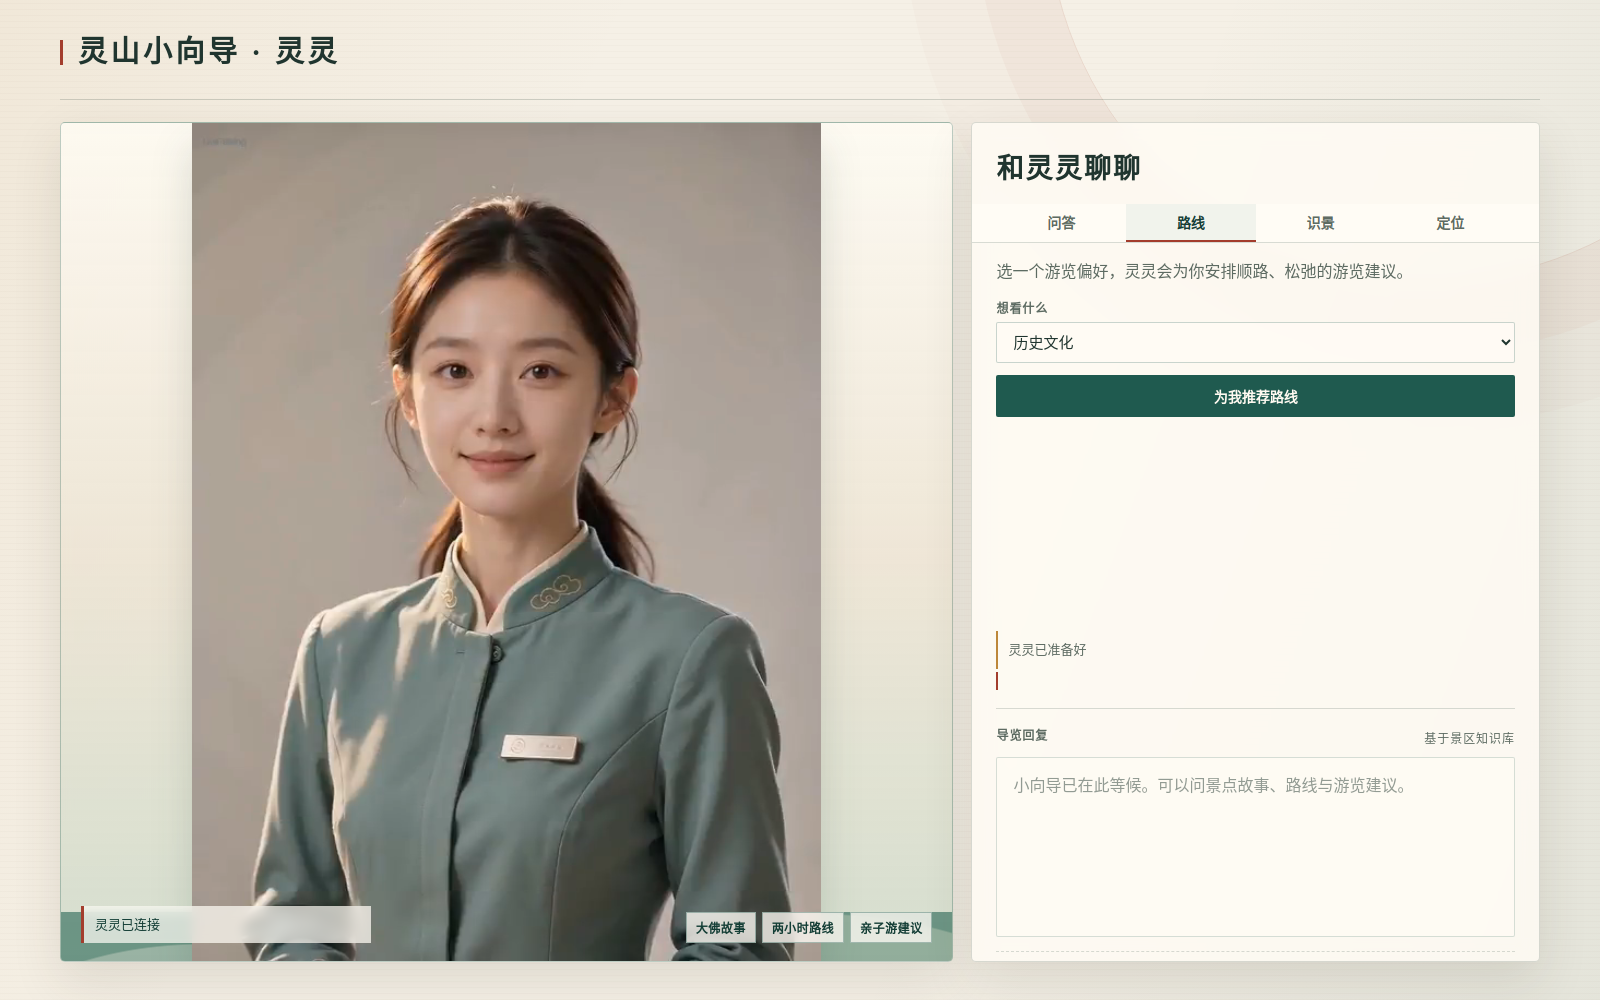 灵山小向导 · 灵灵
灵灵已连接
大佛故事
两小时路线
亲子游建议
和灵灵聊聊
问答
路线
识景
定位
选一个游览偏好，灵灵会为你安排顺路、松弛的游览建议。
想看什么
历史文化
为我推荐路线
灵灵已准备好
导览回复
基于景区知识库
小向导已在此等候。可以问景点故事、路线与游览建议。